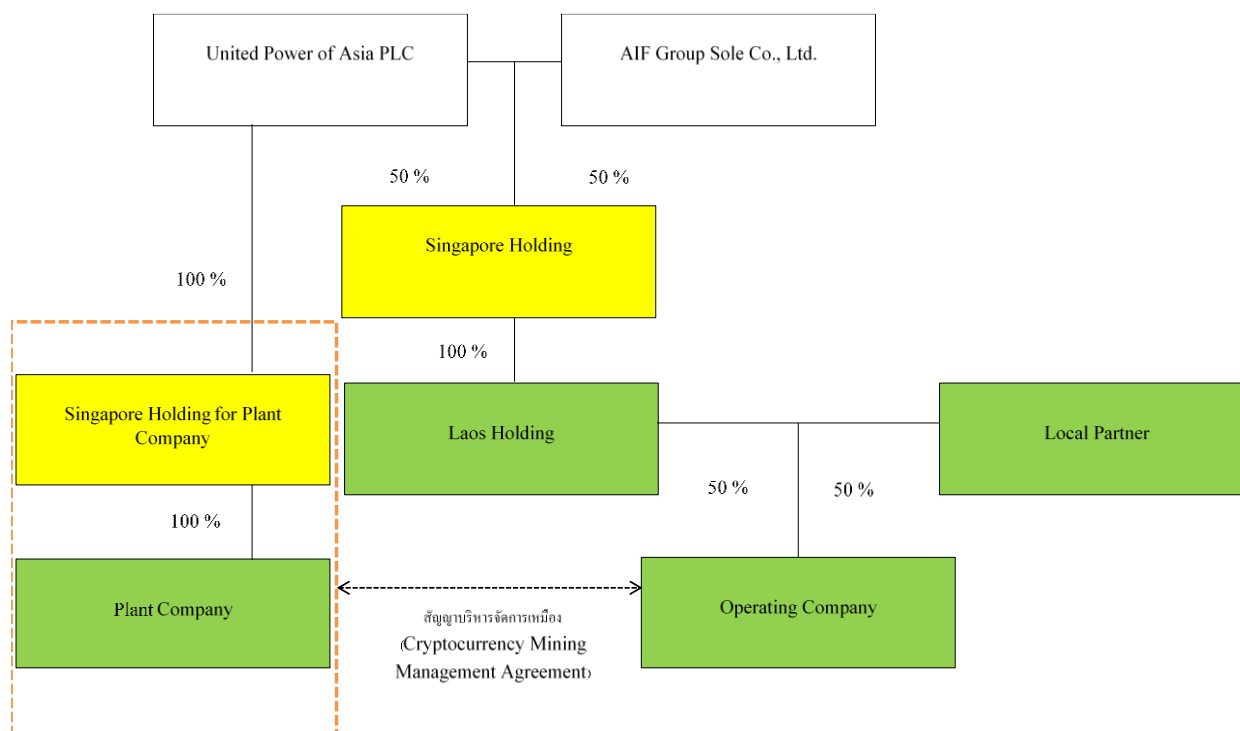 United Power of Asia PLC
AIF Group Sole Co., Ltd.
50 %
50 %
Singapore Holding
100 %
100 %
Singapore Holding for Plant
Company
Laos Holding
Local Partner
50 %
50 %
100 %
Plant Company
Operating Company
สัญญาบริหารจัดการเหมือง
(Cryptocurrency Mining
Management Agreement)